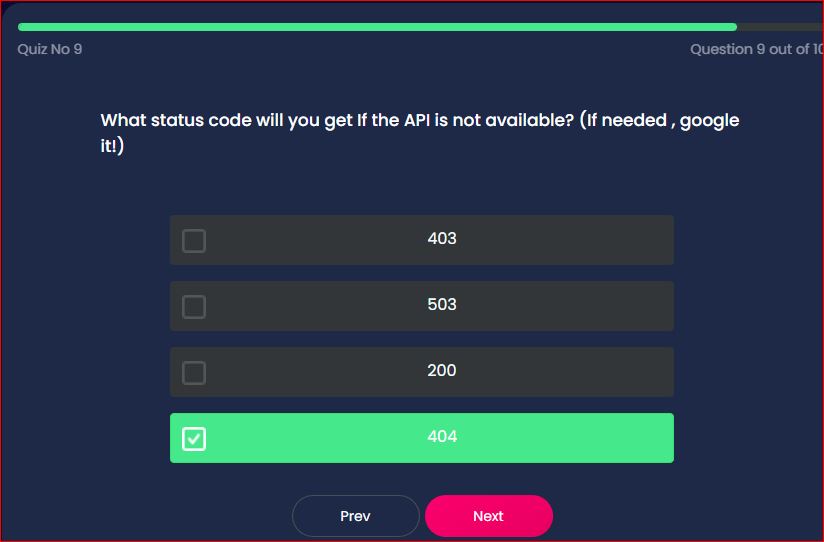 Quiz No 9
Question 9 out of 10
What status code will you get If the API is not available? (If needed , google
it!)
403
503
200
404
Prev
Next